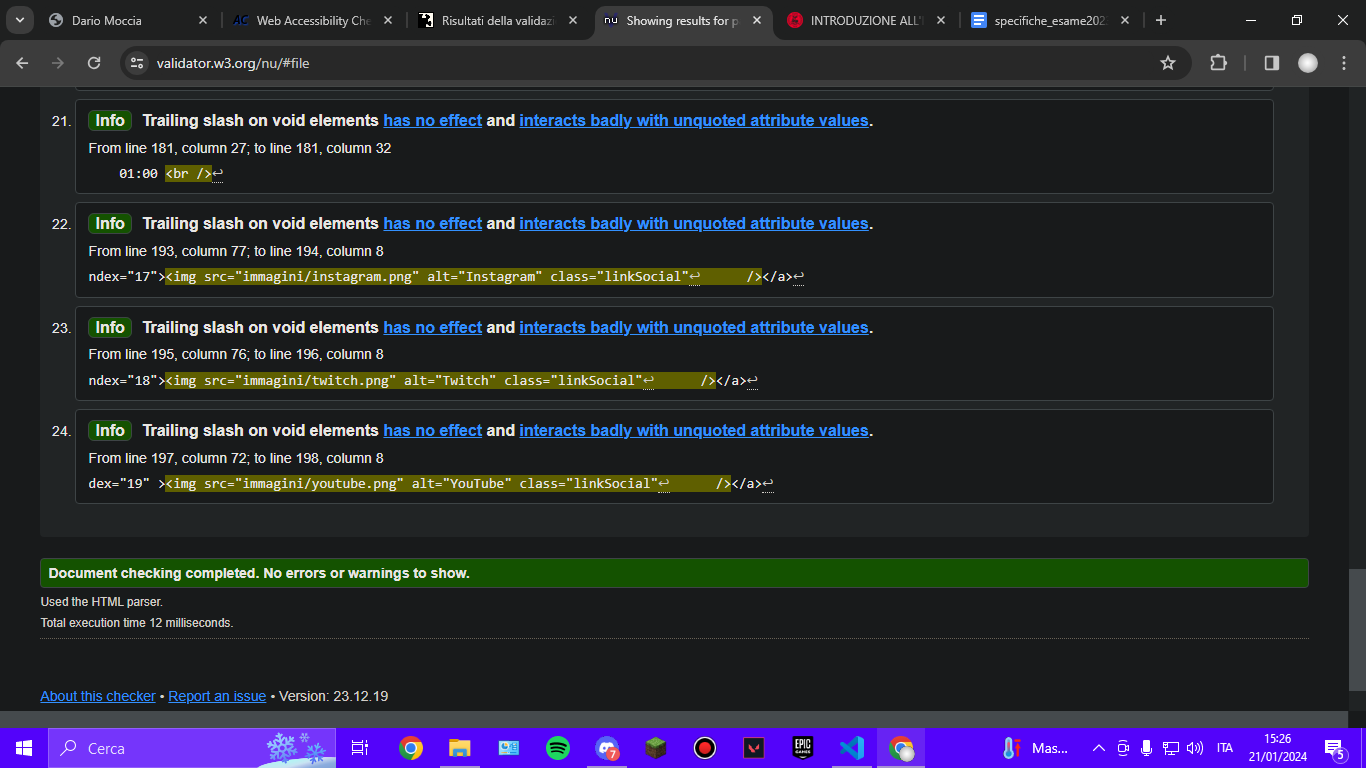 Dario Moccia
AC Web Accessibility Che
Risultati della validazi
nu Showing results for p
INTRODUZIONE ALL'I
specifiche_esame202
validator.w3.org/nu/#file
21. Info Trailing slash on void elements has no effect and interacts badly with unquoted attribute values.
From line 181, column 27; to line 181, column 32
01:00 <br />↩
22. Info Trailing slash on void elements has no effect and interacts badly with unquoted attribute values.
From line 193, column 77; to line 194, column 8
ndex="17"><img src="immagini/instagram.png" alt="Instagram" class="linkSocial"↩ /></a>↩
23. Info Trailing slash on void elements has no effect and interacts badly with unquoted attribute values.
From line 195, column 76; to line 196, column 8
ndex="18"><img src="immagini/twitch.png" alt="Twitch" class="linkSocial"↩ /></a>↩
24. Info Trailing slash on void elements has no effect and interacts badly with unquoted attribute values.
From line 197, column 72; to line 198, column 8
dex="19" ><img src="immagini/youtube.png" alt="YouTube" class="linkSocial"↩ /></a>↩
Document checking completed. No errors or warnings to show.
Used the HTML parser.
Total execution time 12 milliseconds.
About this checker • Report an issue • Version: 23.12.19
Cerca
7
EPIC GAMES
Mas...
ITA
15:26
21/01/2024
5